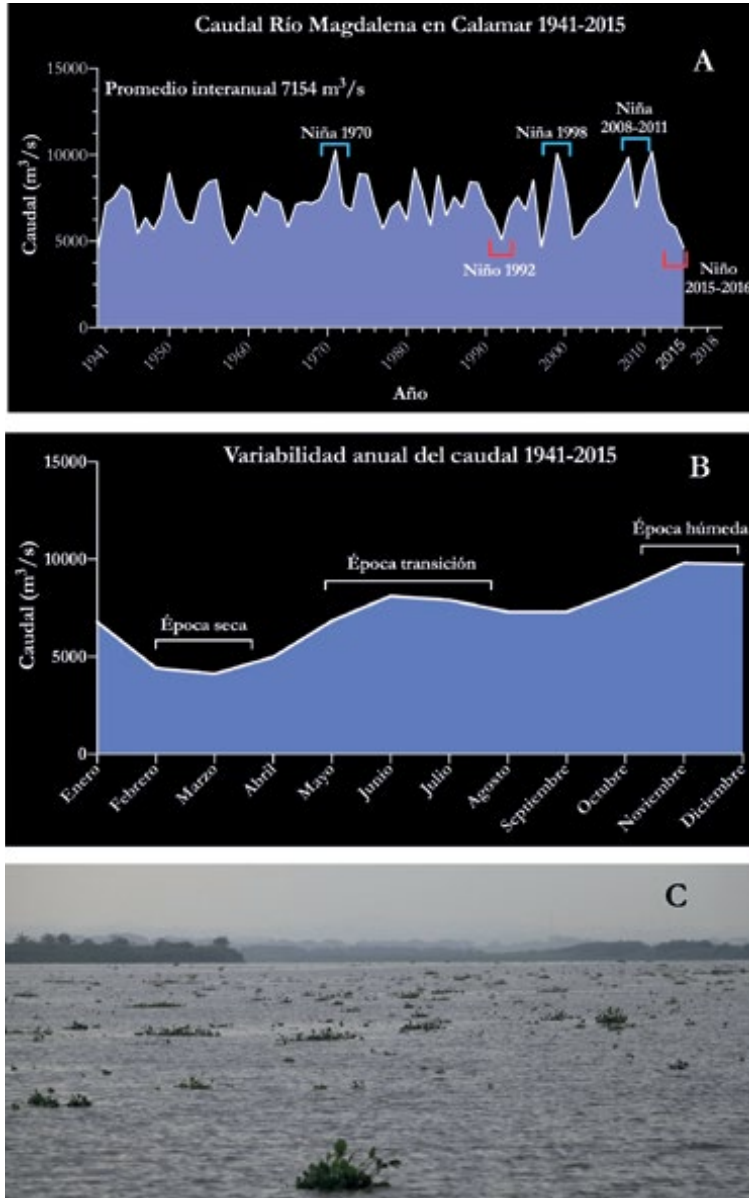 Caudal Río Magdalena en Calamar 1941-2015
A
15000
Promedio interanual 7154 m³/s
Niña 1970
Niña 1998
Niña
2008-2011
10000
Caudal (m³/s)
5000
Niño 1992
Niño
2015-2016
0
1941
1950
1960
1970
1980
1990
2000
2010
2015
2018
Año
Variabilidad anual del caudal 1941-2015
B
15000
Época húmeda
10000
Época transición
Caudal (m³/s)
Época seca
5000
0
Enero
Febrero
Marzo
Abril
Mayo
Junio
Julio
Agosto
Septiembre
Octubre
Noviembre
Diciembre
C